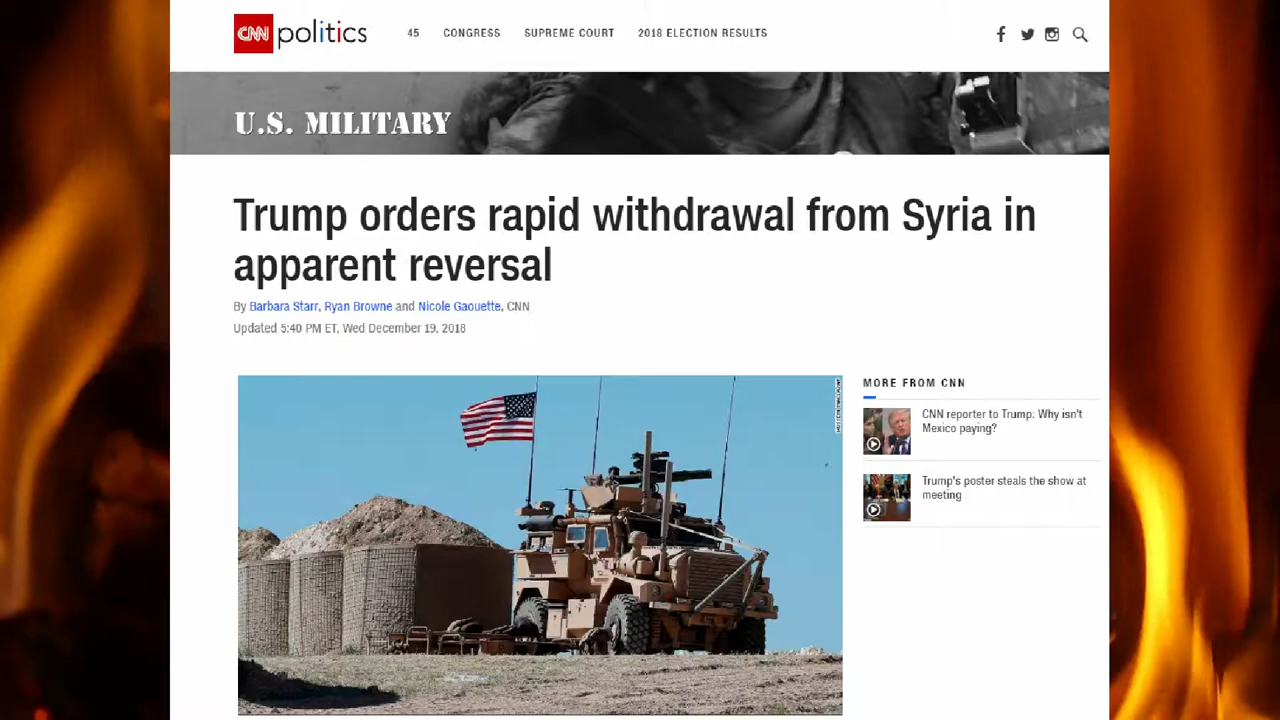 CNN politics
45 CONGRESS SUPREME COURT 2018 ELECTION RESULTS
U.S. MILITARY
Trump orders rapid withdrawal from Syria in
apparent reversal
By Barbara Starr, Ryan Browne and Nicole Gaouette, CNN
Updated 5:40 PM ET, Wed December 19, 2018
MORE FROM CNN
CNN reporter to Trump: Why isn't
Mexico paying?
Trump's poster steals the show at
meeting